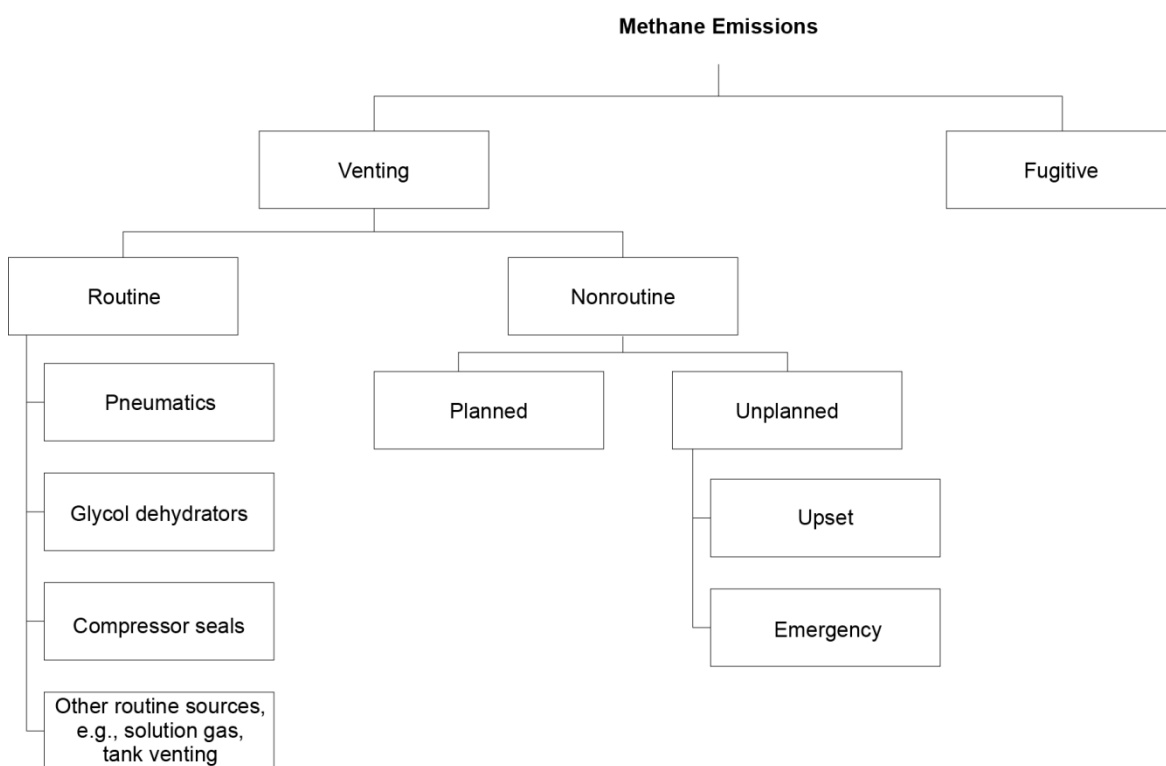 Methane Emissions
Venting
Fugitive
Routine
Nonroutine
Pneumatics
Planned
Unplanned
Glycol dehydrators
Upset
Compressor seals
Emergency
Other routine sources,
e.g., solution gas,
tank venting